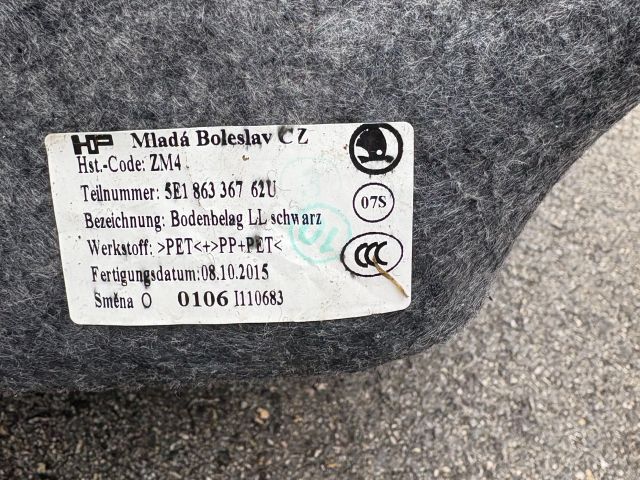 HP Mladá Boleslav CZ
Hst.-Code: ZM4
Teilnummer: 5E1 863 367 62U
Bezeichnung: Bodenbelag LL schwarz
07S
Werkstoff: >PET<+>PP+PET<
CCC
10
Fertigungsdatum:08.10.2015
Směna O 0106 I110683